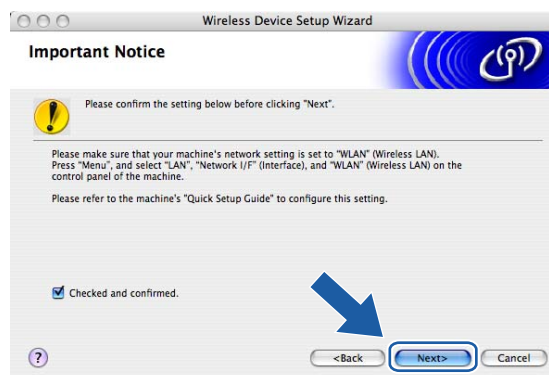 Wireless Device Setup Wizard
Important Notice
Please confirm the setting below before clicking "Next".
Please make sure that your machine's network setting is set to "WLAN" (Wireless LAN).
Press "Menu", and select "LAN", "Network I/F" (Interface), and "WLAN" (Wireless LAN) on the
control panel of the machine.
Please refer to the machine's "Quick Setup Guide" to configure this setting.
Checked and confirmed.
?
<Back
Next>
Cancel